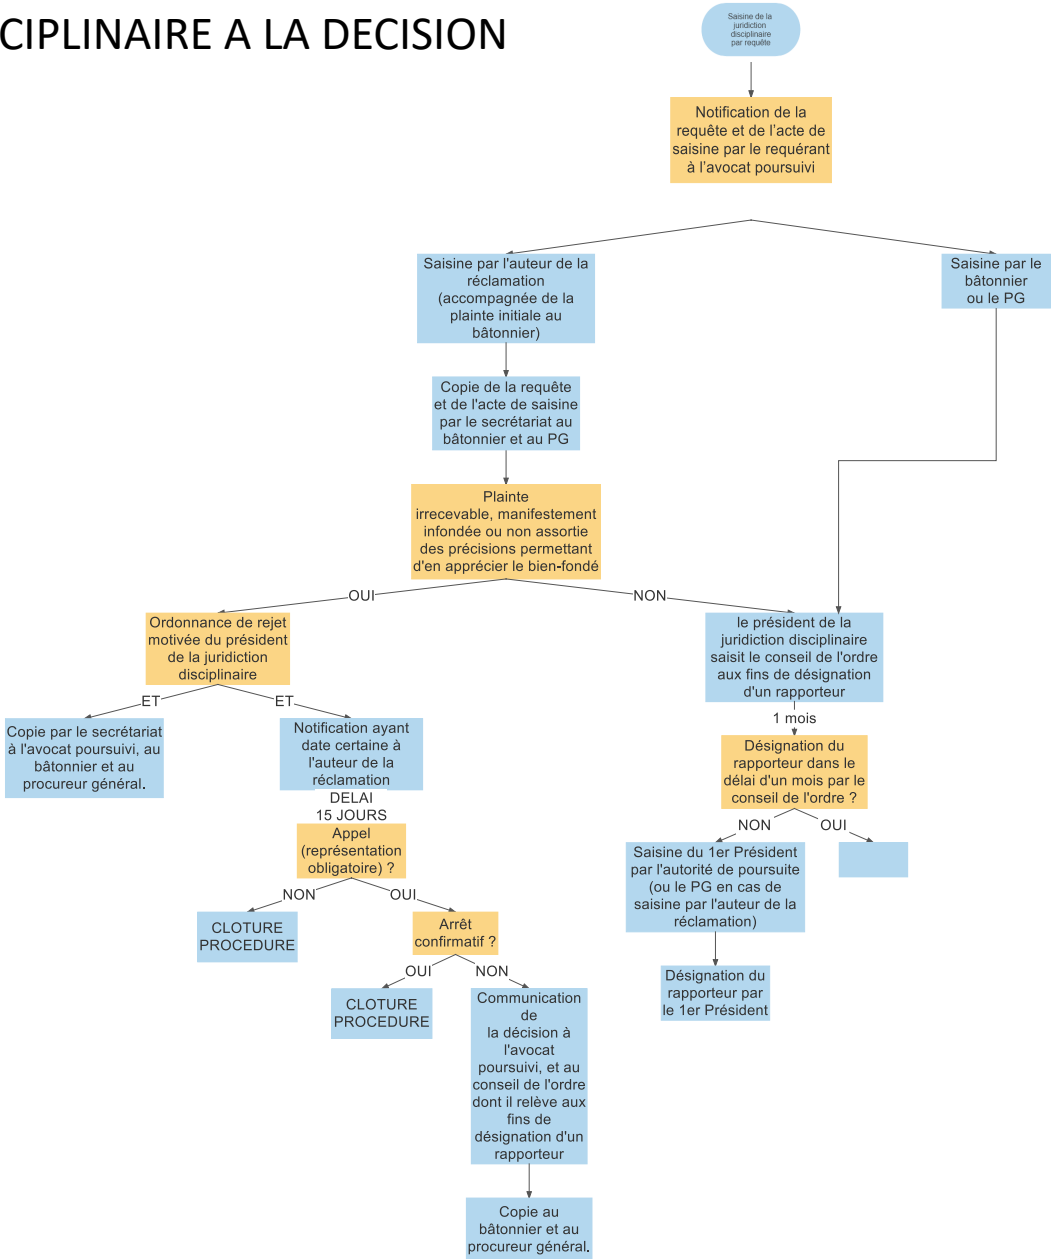 CIPLINAIRE A LA DECISION
Saisine de la
juridiction
disciplinaire
par requête
Notification de la
requête et de l'acte de
saisine par le requérant
à l'avocat poursuivi
Saisine par l'auteur de la
réclamation
(accompagnée de la
plainte initiale au
bâtonnier)
Saisine par le
bâtonnier
ou le PG
Copie de la requête
et de l'acte de saisine
par le secrétariat au
bâtonnier et au PG
Plainte
irrecevable, manifestement
infondée ou non assortie
des précisions permettant
d'en apprécier le bien-fondé
OUI
NON
Ordonnance de rejet
motivée du président
de la juridiction
disciplinaire
le président de la
juridiction disciplinaire
saisit le conseil de l'ordre
aux fins de désignation
d'un rapporteur
ET
ET
1 mois
Copie par le secrétariat
à l'avocat poursuivi, au
bâtonnier et au
procureur général.
Notification ayant
date certaine à
l'auteur de la
réclamation
Désignation du
rapporteur dans le
délai d'un mois par le
conseil de l'ordre ?
DELAI
15 JOURS
NON
OUI
Appel
(représentation
obligatoire) ?
Saisine du 1er Président
par l'autorité de poursuite
(ou le PG en cas de
saisine par l'auteur de la
réclamation)
NON
OUI
CLOTURE
PROCEDURE
Arrêt
confirmatif ?
OUI
NON
Désignation du
rapporteur par
le 1er Président
CLOTURE
PROCEDURE
Communication
de
la décision à
l'avocat
poursuivi, et au
conseil de l'ordre
dont il relève aux
fins de
désignation d'un
rapporteur
Copie au
bâtonnier et au
procureur général.